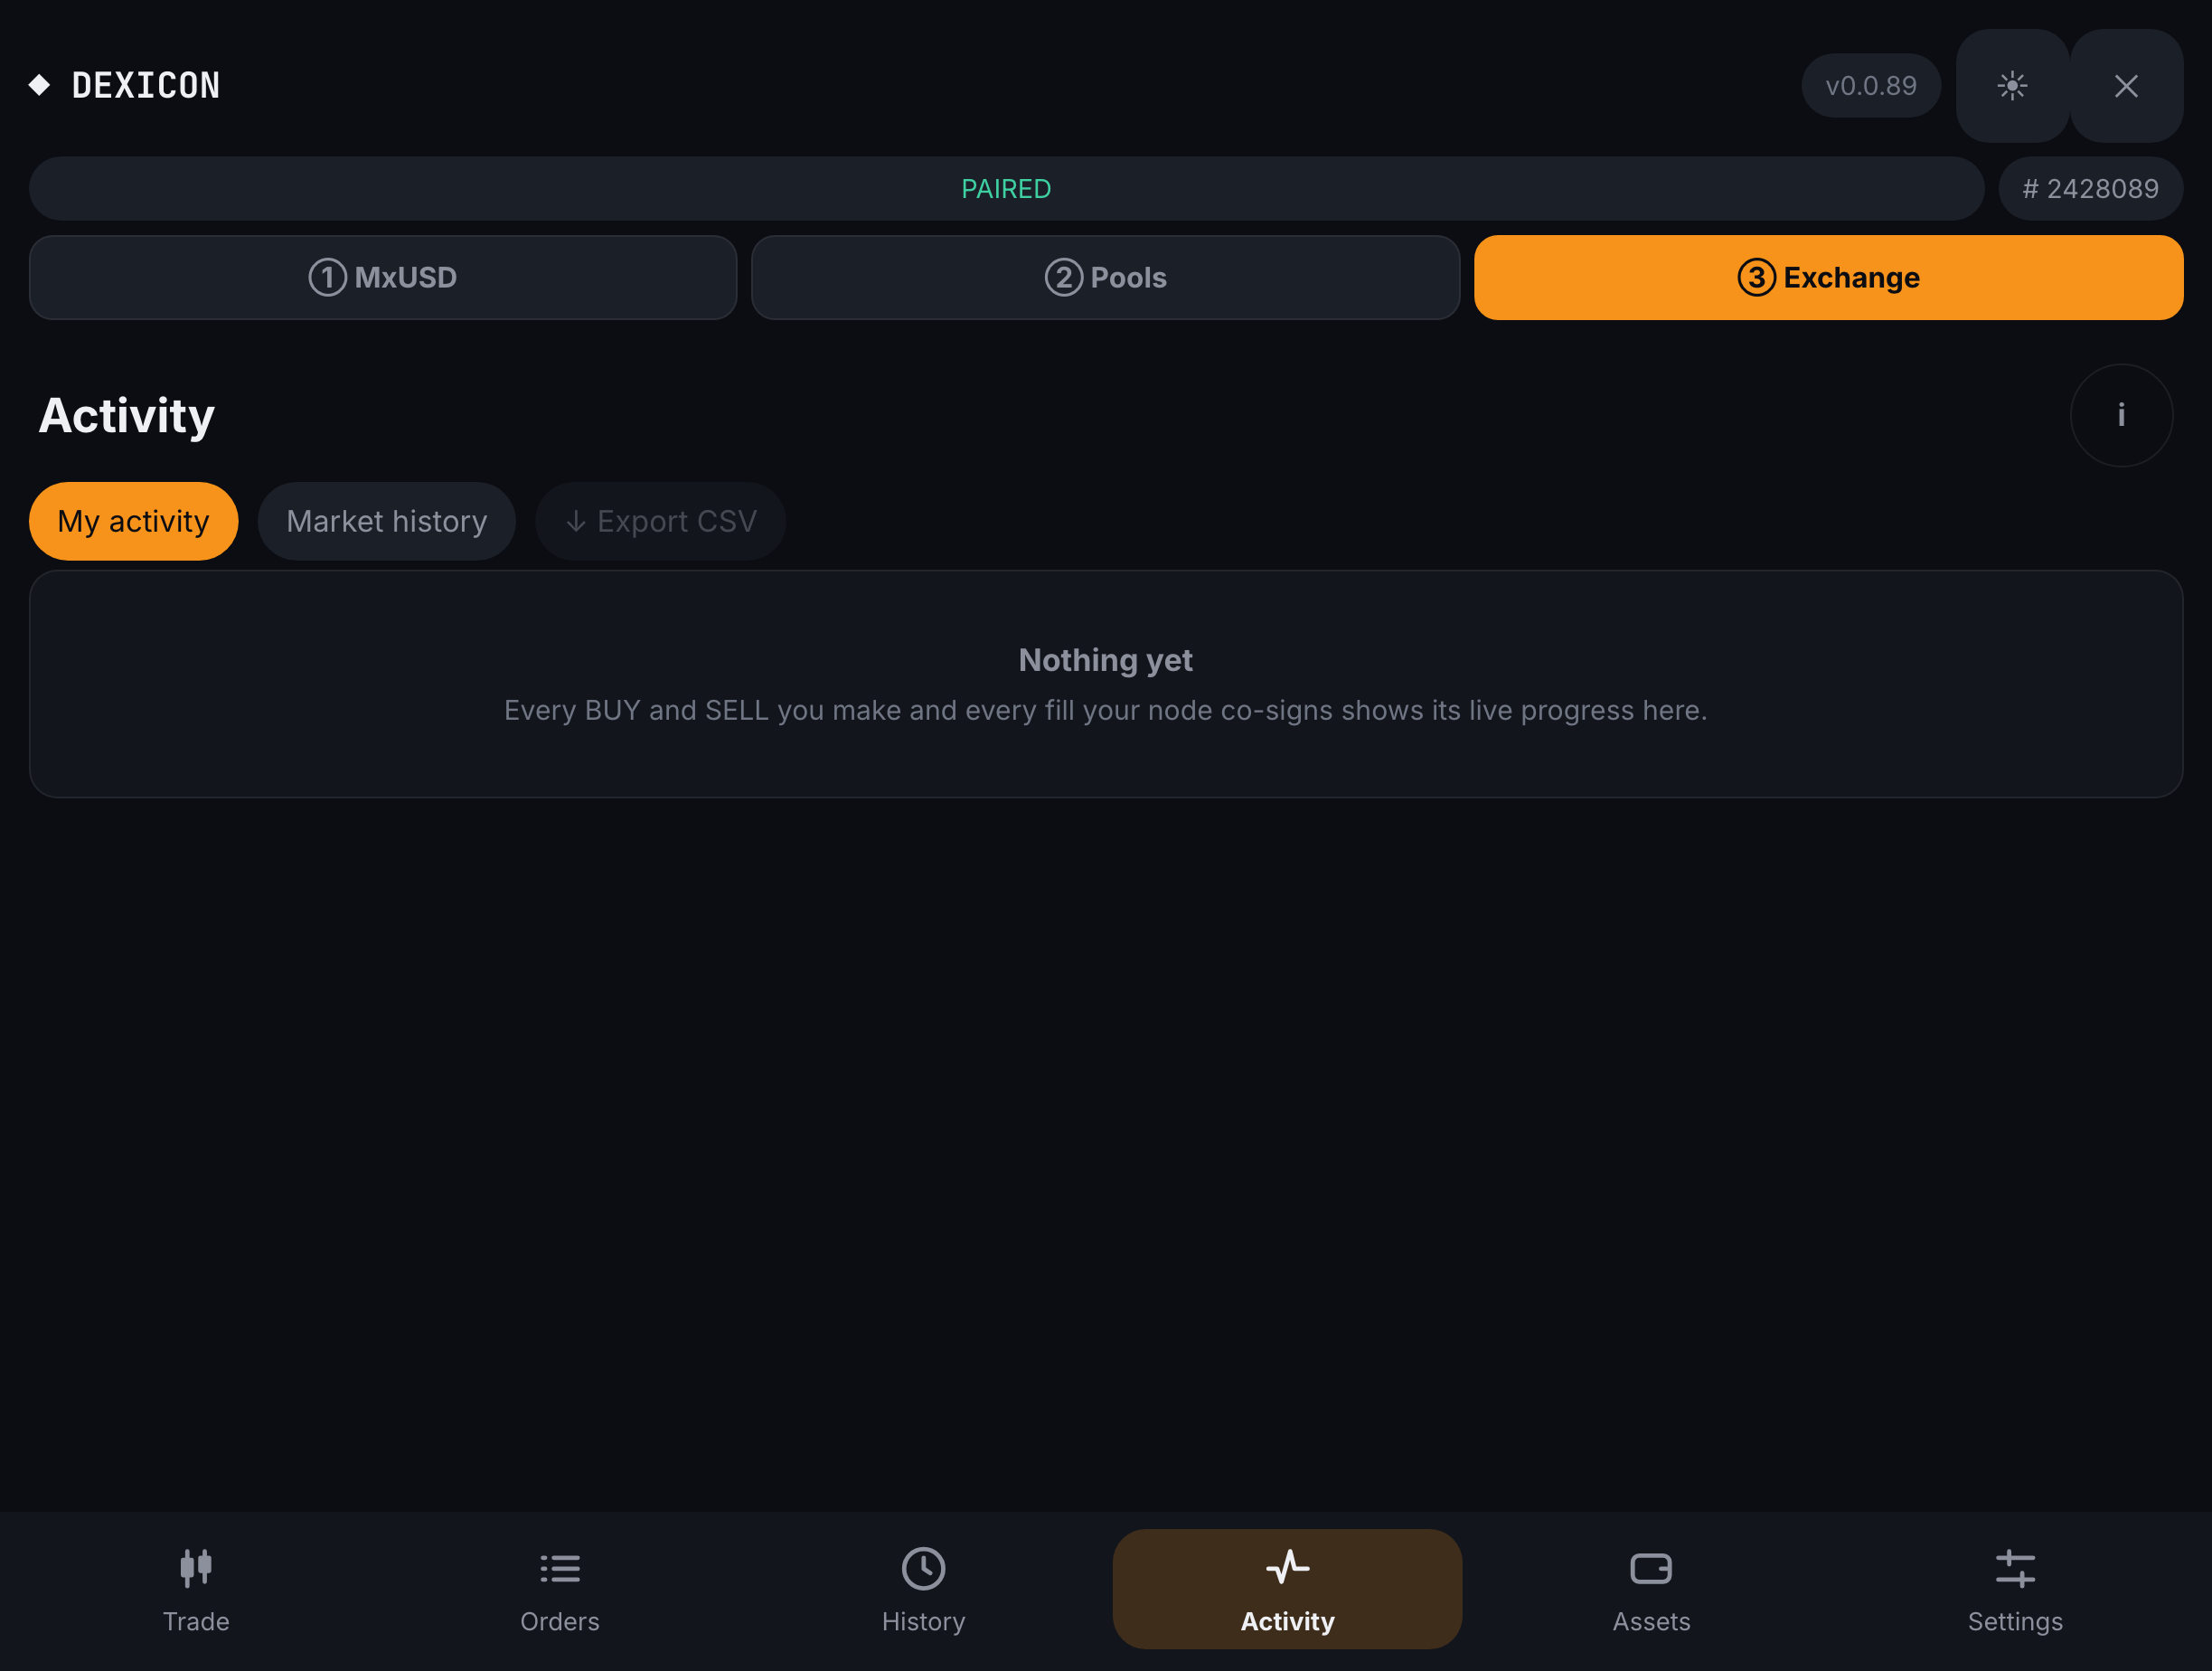 ◆ DEXICON
v0.0.89
PAIRED
# 2428089
① MxUSD
② Pools
③ Exchange
Activity
i
My activity
Market history
↓ Export CSV
Nothing yet
Every BUY and SELL you make and every fill your node co-signs shows its live progress here.
Trade
Orders
History
Activity
Assets
Settings